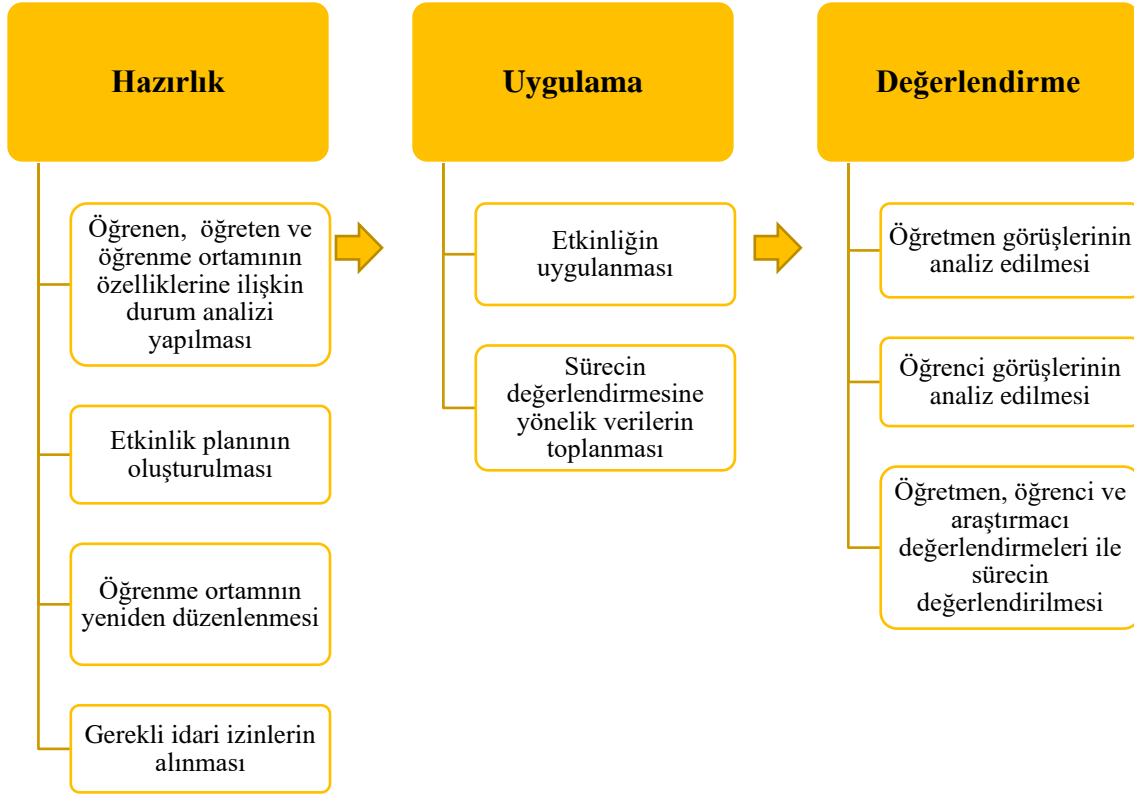 Hazırlık
Öğrenen, öğreten ve
öğrenme ortamının
özelliklerine ilişkin
durum analizi
yapılması
Etkinlik planının
oluşturulması
Öğrenme ortamnın
yeniden düzenlenmesi
Gerekli idari izinlerin
alınması
Uygulama
Etkinliğin
uygulanması
Sürecin
değerlendirmesine
yönelik verilerin
toplanması
Değerlendirme
Öğretmen görüşlerinin
analiz edilmesi
Öğrenci görüşlerinin
analiz edilmesi
Öğretmen, öğrenci ve
araştırmacı
değerlendirmeleri ile
sürecin
değerlendirilmesi